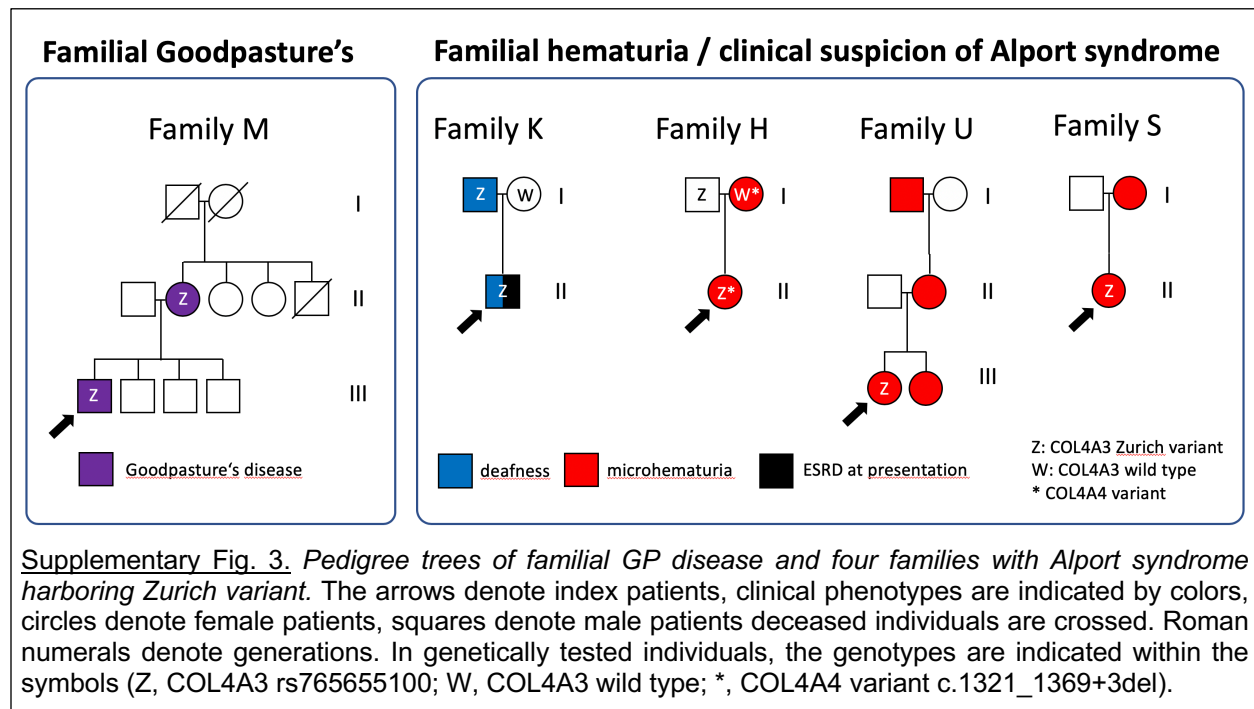 Familial Goodpasture's
Familial hematuria / clinical suspicion of Alport syndrome
Family M
I
Z
II
Z
III
Goodpasture‘s disease
Family K
Family H
Family U
Family S
Z
W
I
Z
W*
I
I
I
Z
II
Z*
II
II
Z
II
Z
III
deafness
microhematuria
ESRD at presentation
Z: COL4A3 Zurich variant
W: COL4A3 wild type
* COL4A4 variant
Supplementary Fig. 3. Pedigree trees of familial GP disease and four families with Alport syndrome
harboring Zurich variant. The arrows denote index patients, clinical phenotypes are indicated by colors,
circles denote female patients, squares denote male patients deceased individuals are crossed. Roman
numerals denote generations. In genetically tested individuals, the genotypes are indicated within the
symbols (Z, COL4A3 rs765655100; W, COL4A3 wild type; *, COL4A4 variant c.1321_1369+3del).